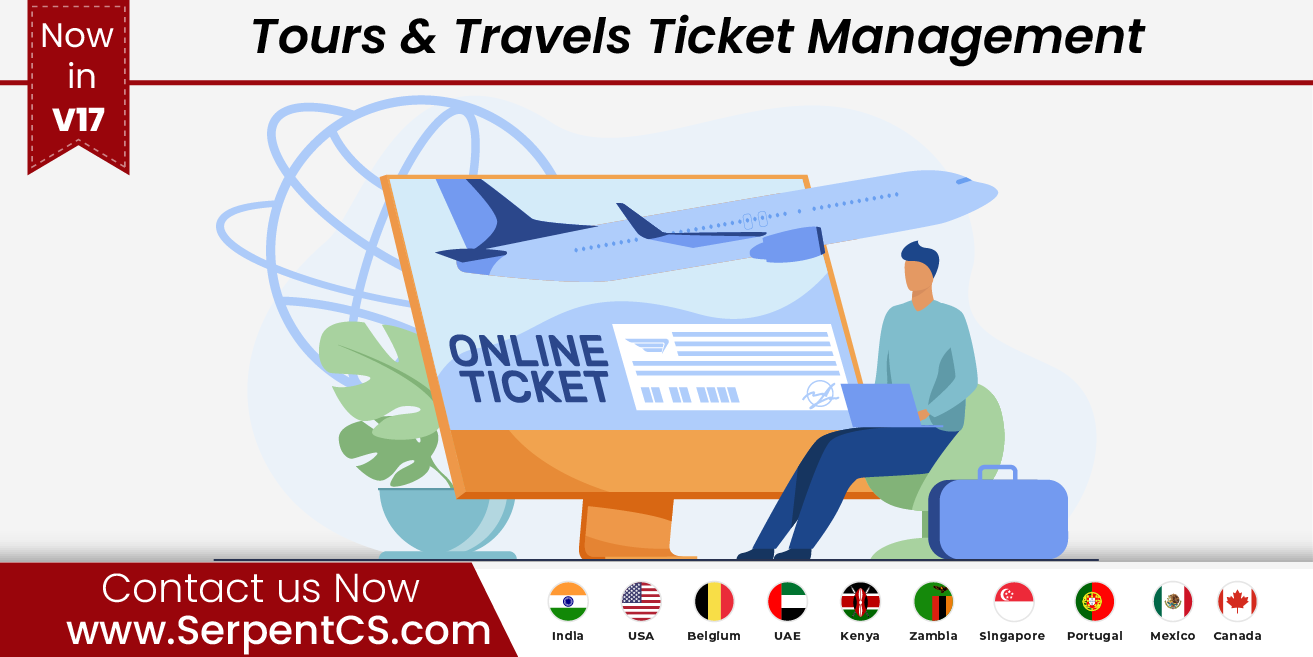 Now
in
V17
Tours & Travels Ticket Management
ONLINE
TICKET
Contact us Now
www.SerpentCS.com
India
USA
Belgium
UAE
Kenya
Zambia
Singapore
Portugal
Mexico
Canada